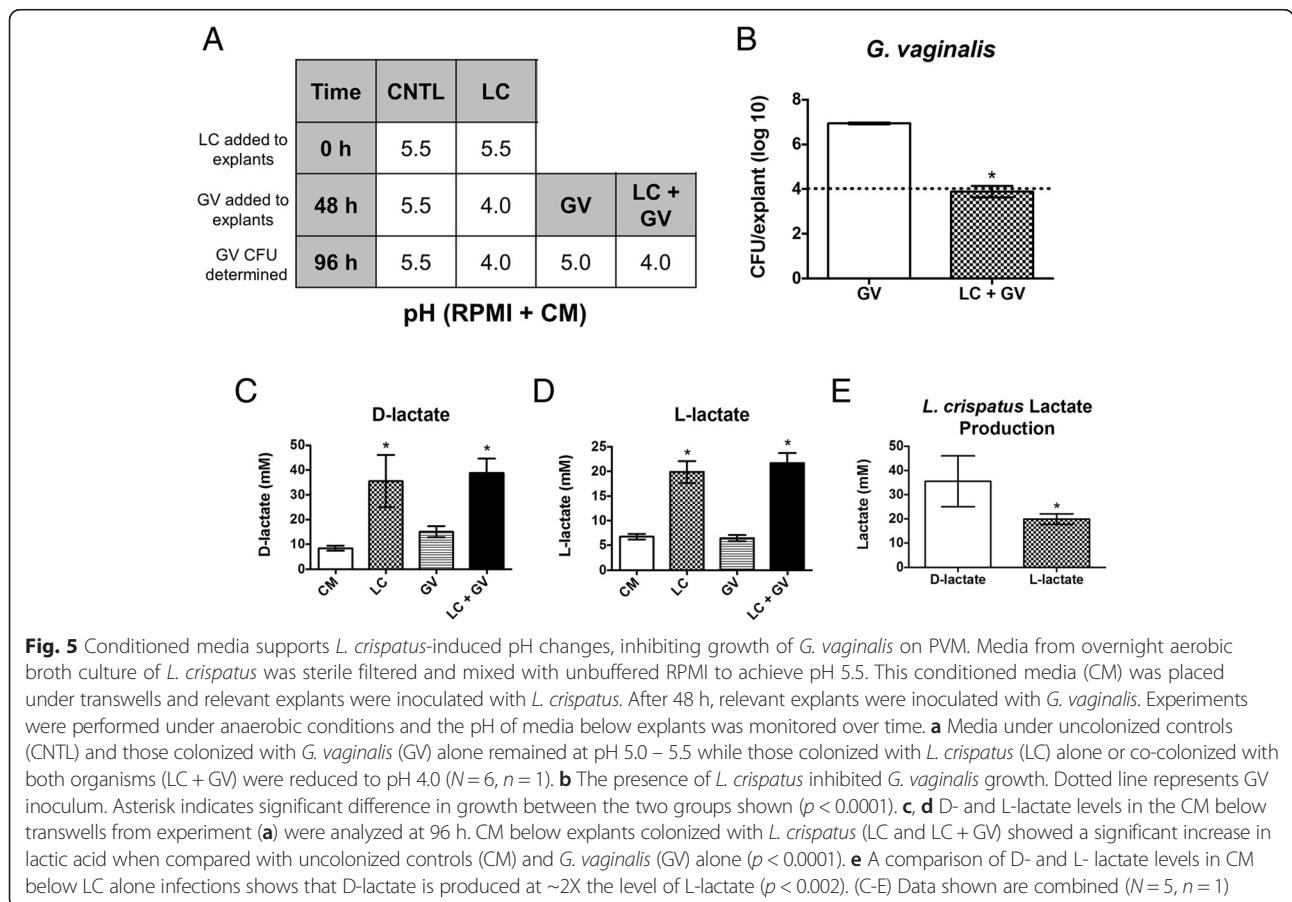 A
Time CNTL LC
LC added to explants 0 h 5.5 5.5
GV added to explants 48 h 5.5 4.0 GV LC + GV
GV CFU determined 96 h 5.5 4.0 5.0 4.0
pH (RPMI + CM)
B
G. vaginalis
CFU/explant (log 10)
8
6
4
2
0
*
GV LC + GV
C
D-lactate
D-lactate (mM)
50
40
30
20
10
0
* *
CM LC GV LC + GV
D
L-lactate
L-lactate (mM)
25
20
15
10
5
0
* *
CM LC GV LC + GV
E
L. crispatus Lactate
Production
Lactate (mM)
50
40
30
20
10
0
*
D-lactate L-lactate
Fig. 5 Conditioned media supports L. crispatus-induced pH changes, inhibiting growth of G. vaginalis on PVM. Media from overnight aerobic
broth culture of L. crispatus was sterile filtered and mixed with unbuffered RPMI to achieve pH 5.5. This conditioned media (CM) was placed
under transwells and relevant explants were inoculated with L. crispatus. After 48 h, relevant explants were inoculated with G. vaginalis. Experiments
were performed under anaerobic conditions and the pH of media below explants was monitored over time. a Media under uncolonized controls
(CNTL) and those colonized with G. vaginalis (GV) alone remained at pH 5.0 – 5.5 while those colonized with L. crispatus (LC) alone or co-colonized with
both organisms (LC + GV) were reduced to pH 4.0 (N = 6, n = 1). b The presence of L. crispatus inhibited G. vaginalis growth. Dotted line represents GV
inoculum. Asterisk indicates significant difference in growth between the two groups shown (p < 0.0001). c, d D- and L-lactate levels in the CM below
transwells from experiment (a) were analyzed at 96 h. CM below explants colonized with L. crispatus (LC and LC + GV) showed a significant increase in
lactic acid when compared with uncolonized controls (CM) and G. vaginalis (GV) alone (p < 0.0001). e A comparison of D- and L- lactate levels in CM
below LC alone infections shows that D-lactate is produced at ~2X the level of L-lactate (p < 0.002). (C-E) Data shown are combined (N = 5, n = 1)